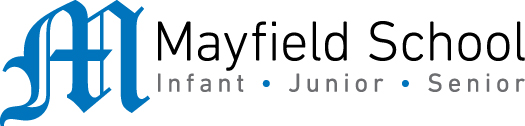 M Mayfield School
Infant • Junior • Senior